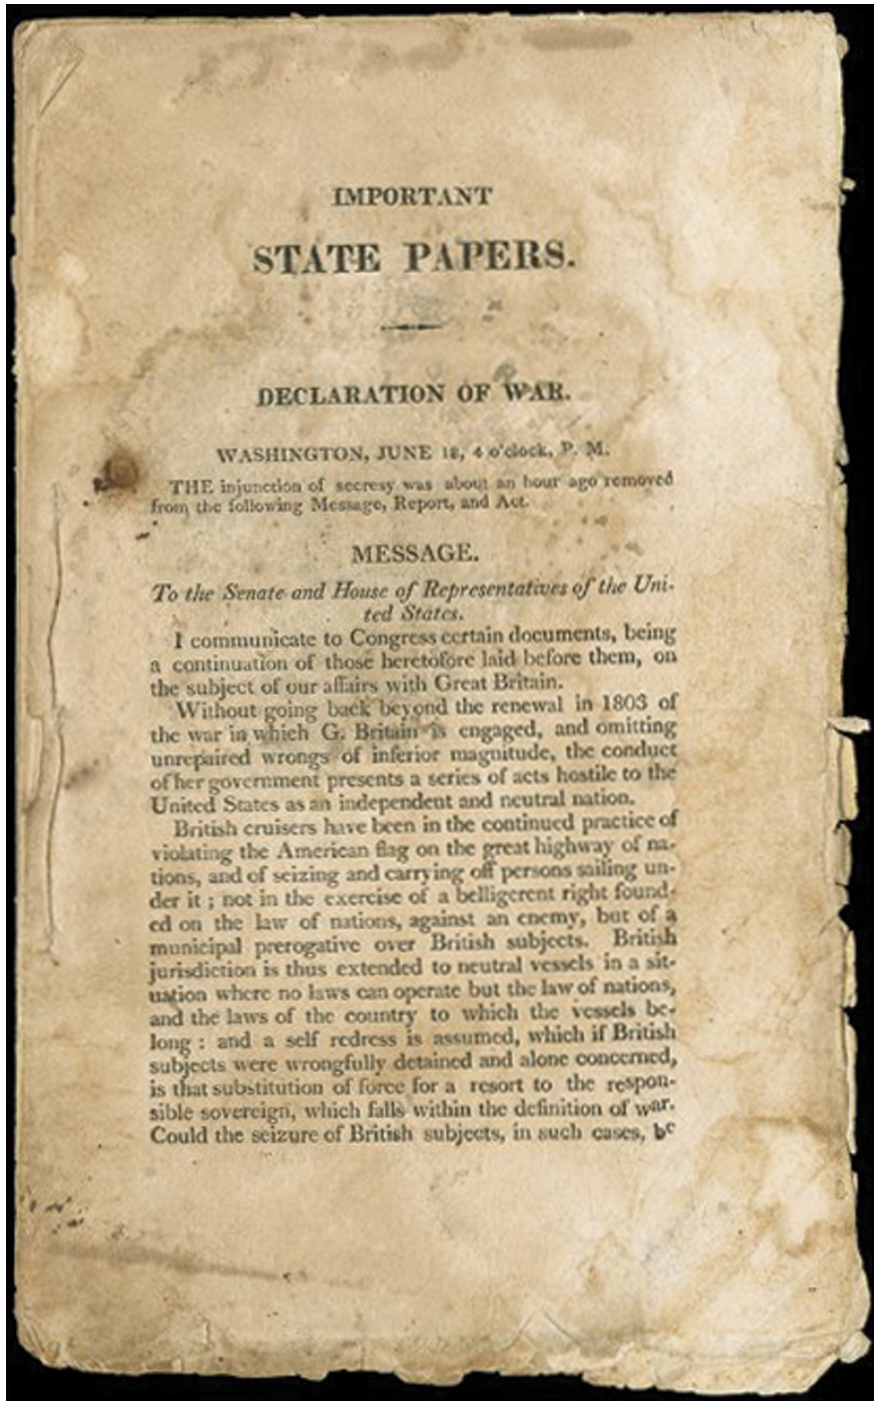 IMPORTANT
STATE PAPERS.
DECLARATION OF WAR.
WASHINGTON, JUNE 18, 4 o'clock, P. M.
THE injunction of secresy was about an hour ago removed
from the following Message, Report, and Act.
MESSAGE.
To the Senate and House of Representatives of the Uni-
ted States.
I communicate to Congress certain documents, being
a continuation of those heretofore laid before them, on
the subject of our affairs with Great Britain.
Without going back beyond the renewal in 1803 of
the war in which G. Britain is engaged, and omitting
unrepaired wrongs of inferior magnitude, the conduct
of her government presents a series of acts hostile to the
United States as an independent and neutral nation.
British cruisers have been in the continued practice of
violating the American flag on the great highway of na-
tions, and of seizing and carrying off persons sailing un-
der it ; not in the exercise of a belligerent right found-
ed on the law of nations, against an enemy, but of a
municipal prerogative over British subjects. British
jurisdiction is thus extended to neutral vessels in a sit-
uation where no laws can operate but the law of nations,
and the laws of the country to which the vessels be-
long : and a self redress is assumed, which if British
subjects were wrongfully detained and alone concerned,
is that substitution of force for a resort to the respon-
sible sovereign, which falls within the definition of war.
Could the seizure of British subjects, in such cases, be